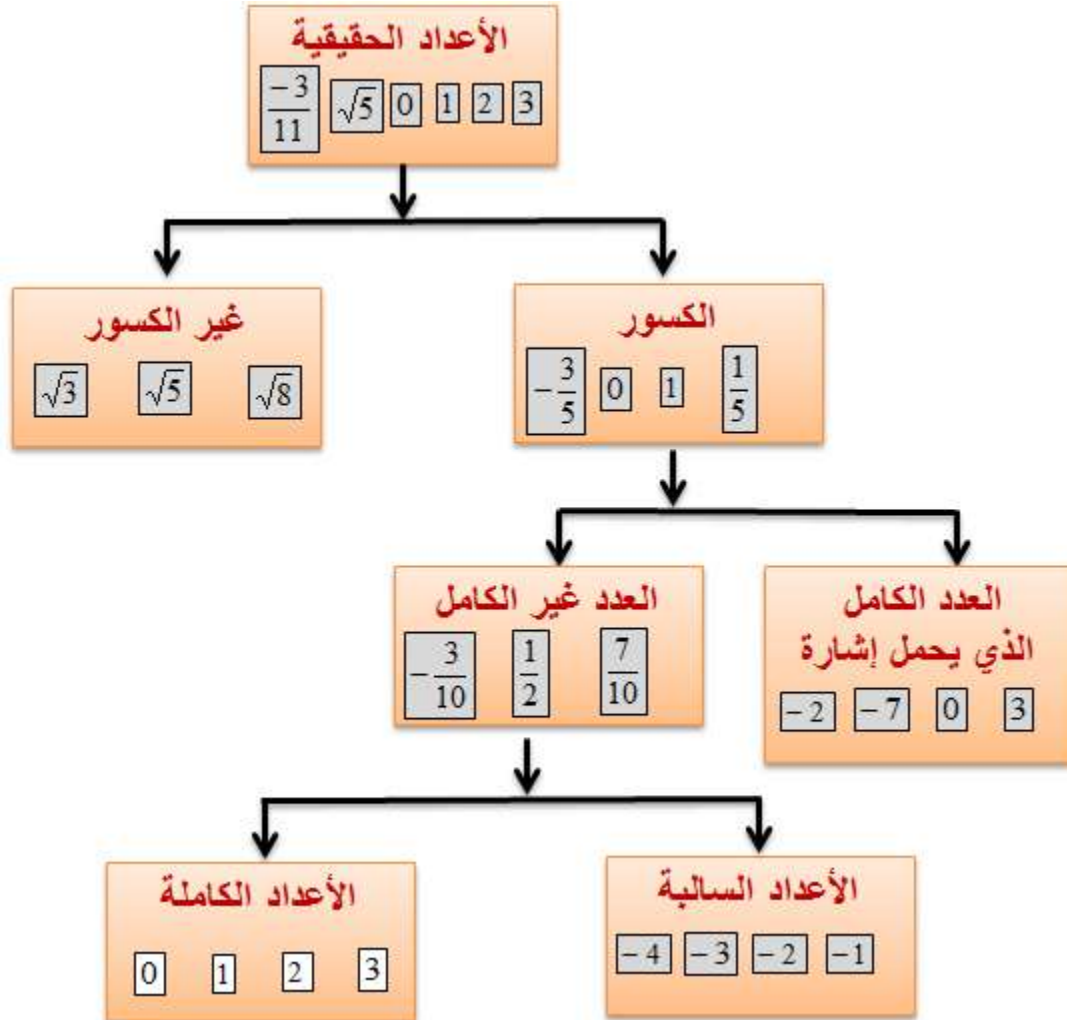 الأعداد الحقيقية
-3/11 √5 0 1 2 3
غير الكسور
√3 √5 √8
الكسور
-3/5 0 1 1/5
العدد غير الكامل
-3/10 1/2 7/10
العدد الكامل
الذي يحمل إشارة
-2 -7 0 3
الأعداد الكاملة
0 1 2 3
الأعداد السالبة
-4 -3 -2 -1